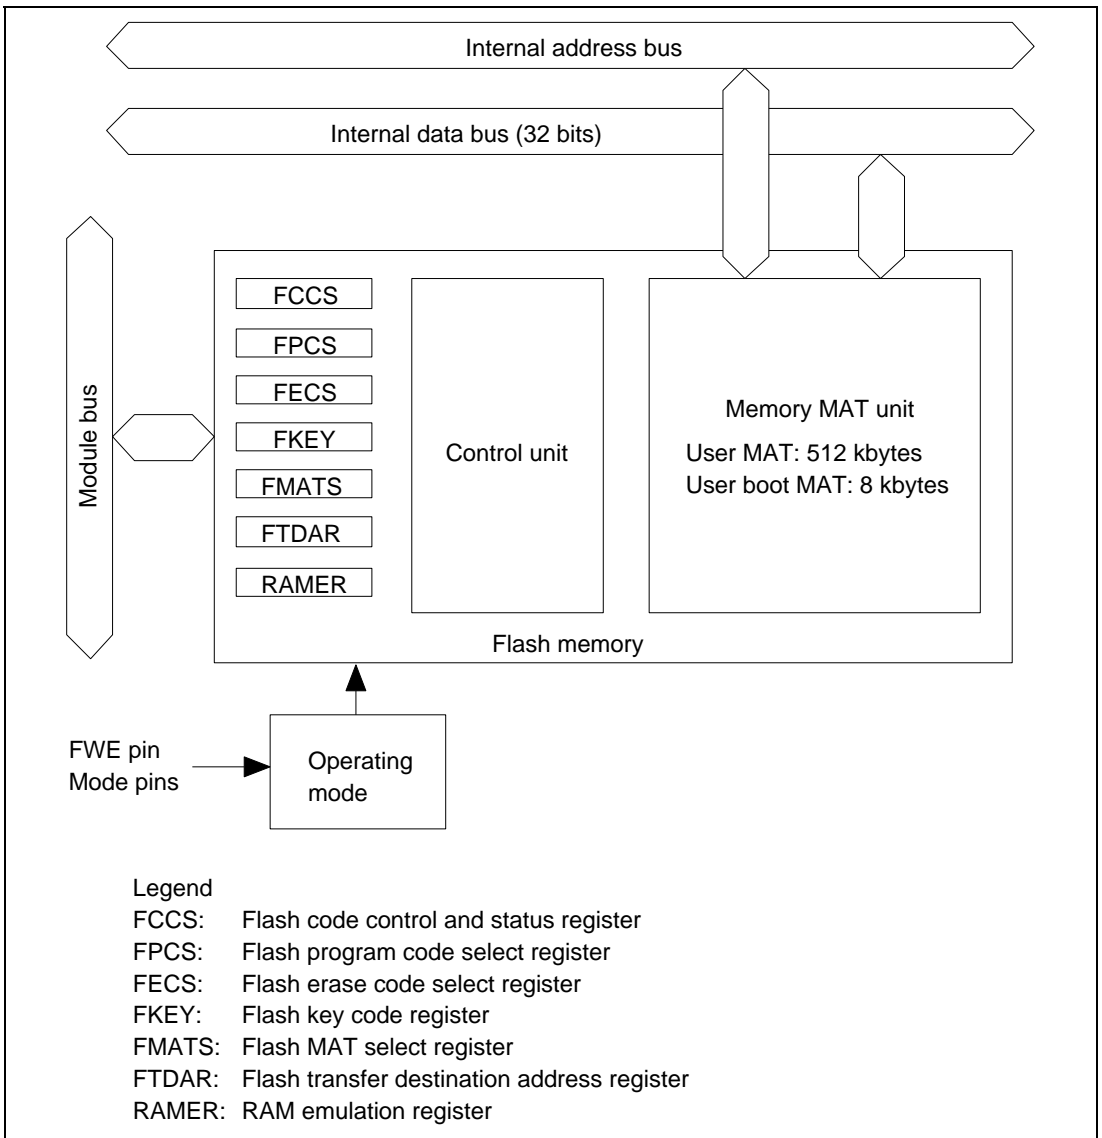 Internal address bus
Internal data bus (32 bits)
Module bus
FCCS
FPCS
FECS
FKEY
FMATS
FTDAR
RAMER
Control unit
Memory MAT unit
User MAT: 512 kbytes
User boot MAT: 8 kbytes
Flash memory
FWE pin
Mode pins
Operating
mode
Legend
FCCS: Flash code control and status register
FPCS: Flash program code select register
FECS: Flash erase code select register
FKEY: Flash key code register
FMATS: Flash MAT select register
FTDAR: Flash transfer destination address register
RAMER: RAM emulation register